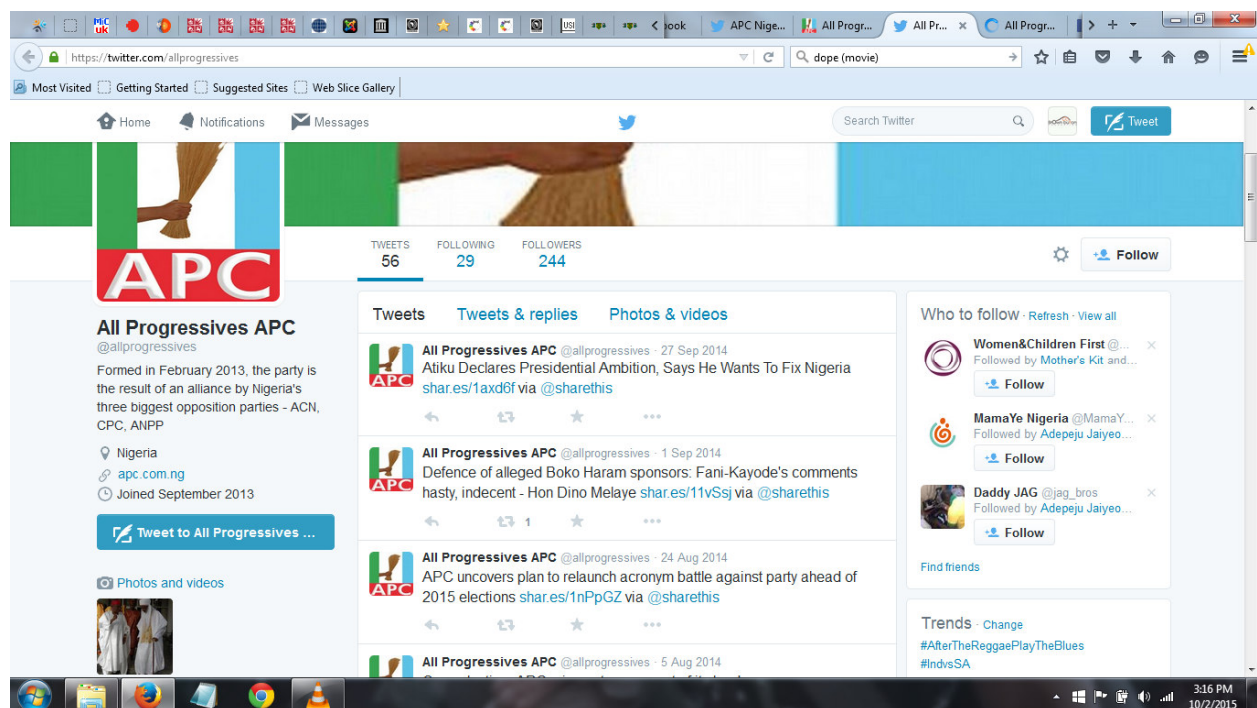 MiC
uk
USI
ook
APC Nige...
All Progr...
All Pr...
All Progr...
https://twitter.com/allprogressives
dope (movie)
Most Visited
Getting Started
Suggested Sites
Web Slice Gallery
Home
Notifications
Messages
Search Twitter
Tweet
APC
TWEETS
56
FOLLOWING
29
FOLLOWERS
244
Follow
All Progressives APC
@allprogressives
Formed in February 2013, the party is
the result of an alliance by Nigeria's
three biggest opposition parties - ACN,
CPC, ANPP
Nigeria
apc.com.ng
Joined September 2013
Tweet to All Progressives ...
Photos and videos
Tweets Tweets & replies Photos & videos
APC
All Progressives APC @allprogressives · 27 Sep 2014
Atiku Declares Presidential Ambition, Says He Wants To Fix Nigeria
shar.es/1axd6f via @sharethis
APC
All Progressives APC @allprogressives · 1 Sep 2014
Defence of alleged Boko Haram sponsors: Fani-Kayode's comments
hasty, indecent - Hon Dino Melaye shar.es/11vSsj via @sharethis
1
APC
All Progressives APC @allprogressives · 24 Aug 2014
APC uncovers plan to relaunch acronym battle against party ahead of
2015 elections shar.es/1nPpGZ via @sharethis
All Progressives APC @allprogressives · 5 Aug 2014
Who to follow · Refresh · View all
Women&Children First @...
Followed by Mother's Kit and...
Follow
MamaYe Nigeria @MamaY...
Followed by Adepeju Jaiyeo...
Follow
Daddy JAG @jag_bros
Followed by Adepeju Jaiyeo...
Follow
Find friends
Trends · Change
#AfterTheReggaePlayTheBlues
#IndvsSA
3:16 PM
10/2/2015